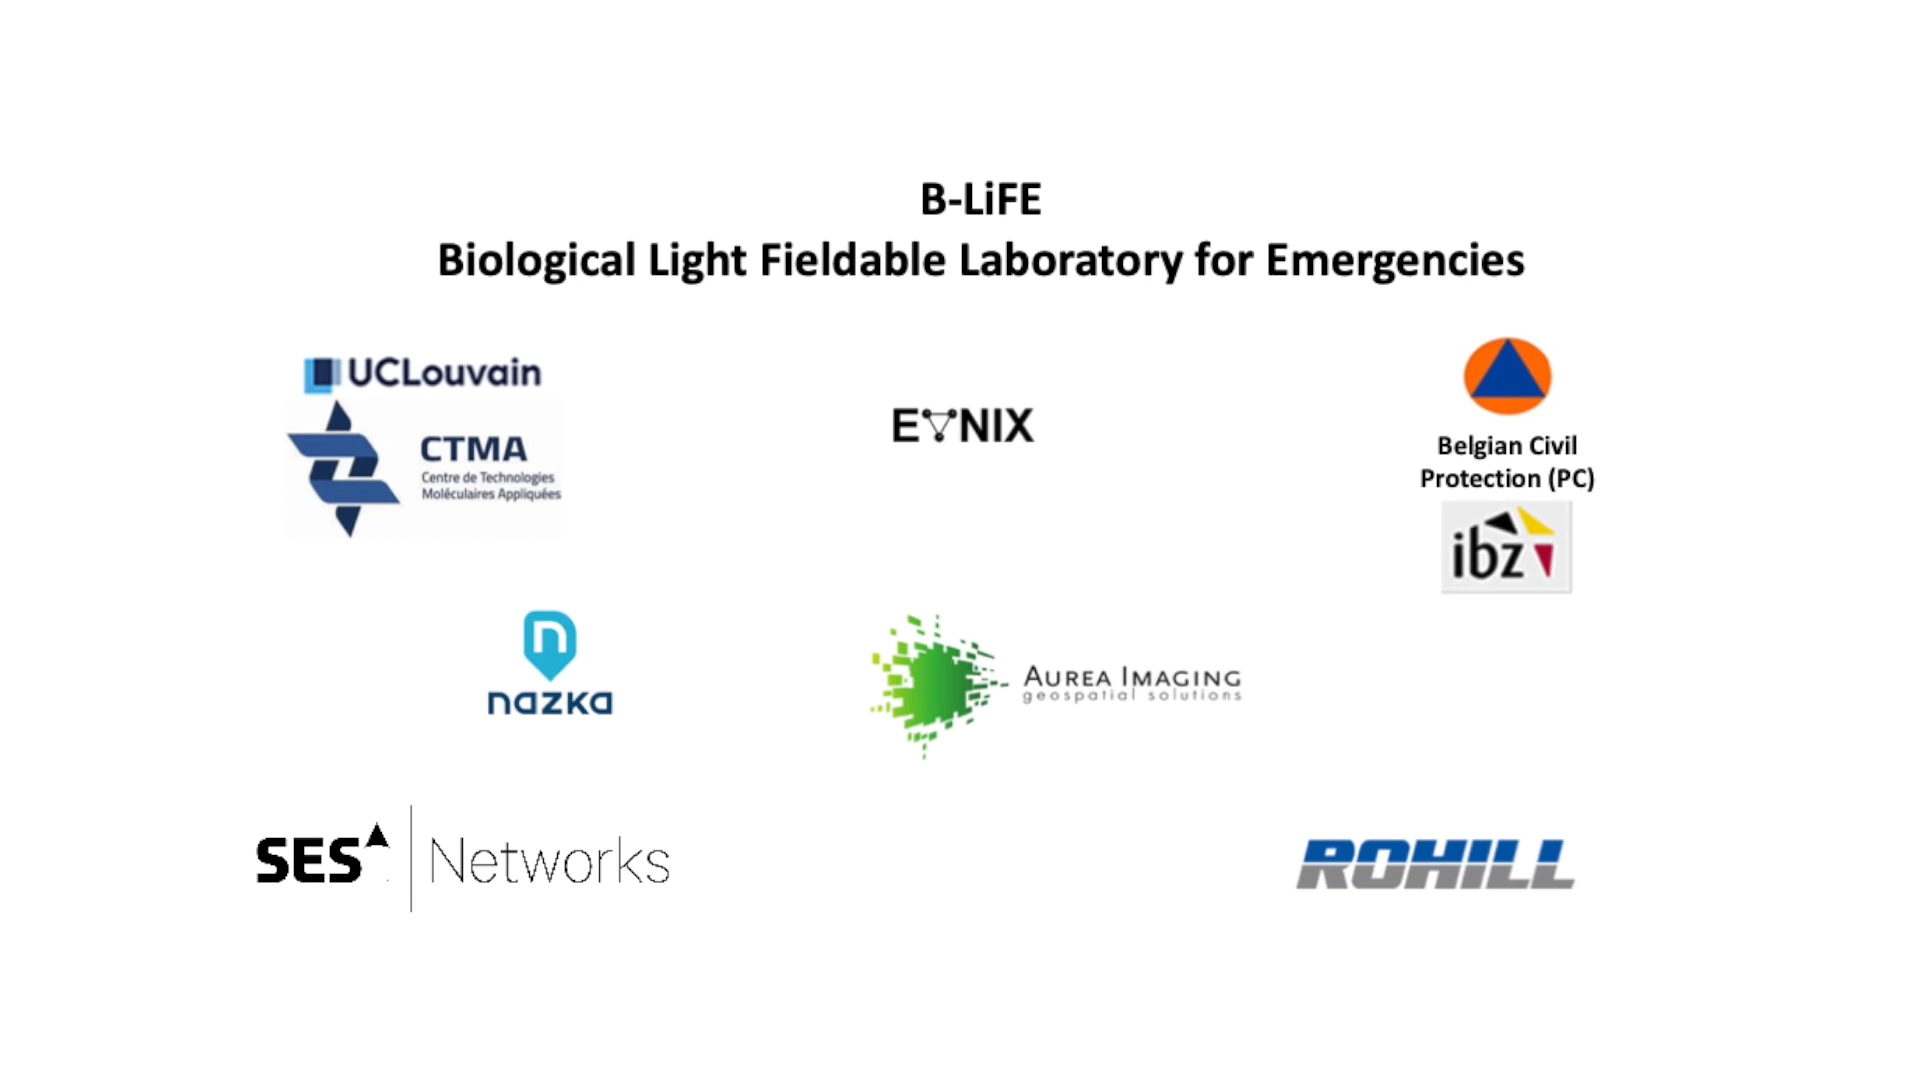 B-LiFE
Biological Light Fieldable Laboratory for Emergencies
UCLouvain
CTMA
Centre de Technologies
Moléculaires Appliquées
EVNIX
Belgian Civil
Protection (PC)
ibz
n
nazka
AUREA IMAGING
geospatial solutions
SES
Networks
ROHILL